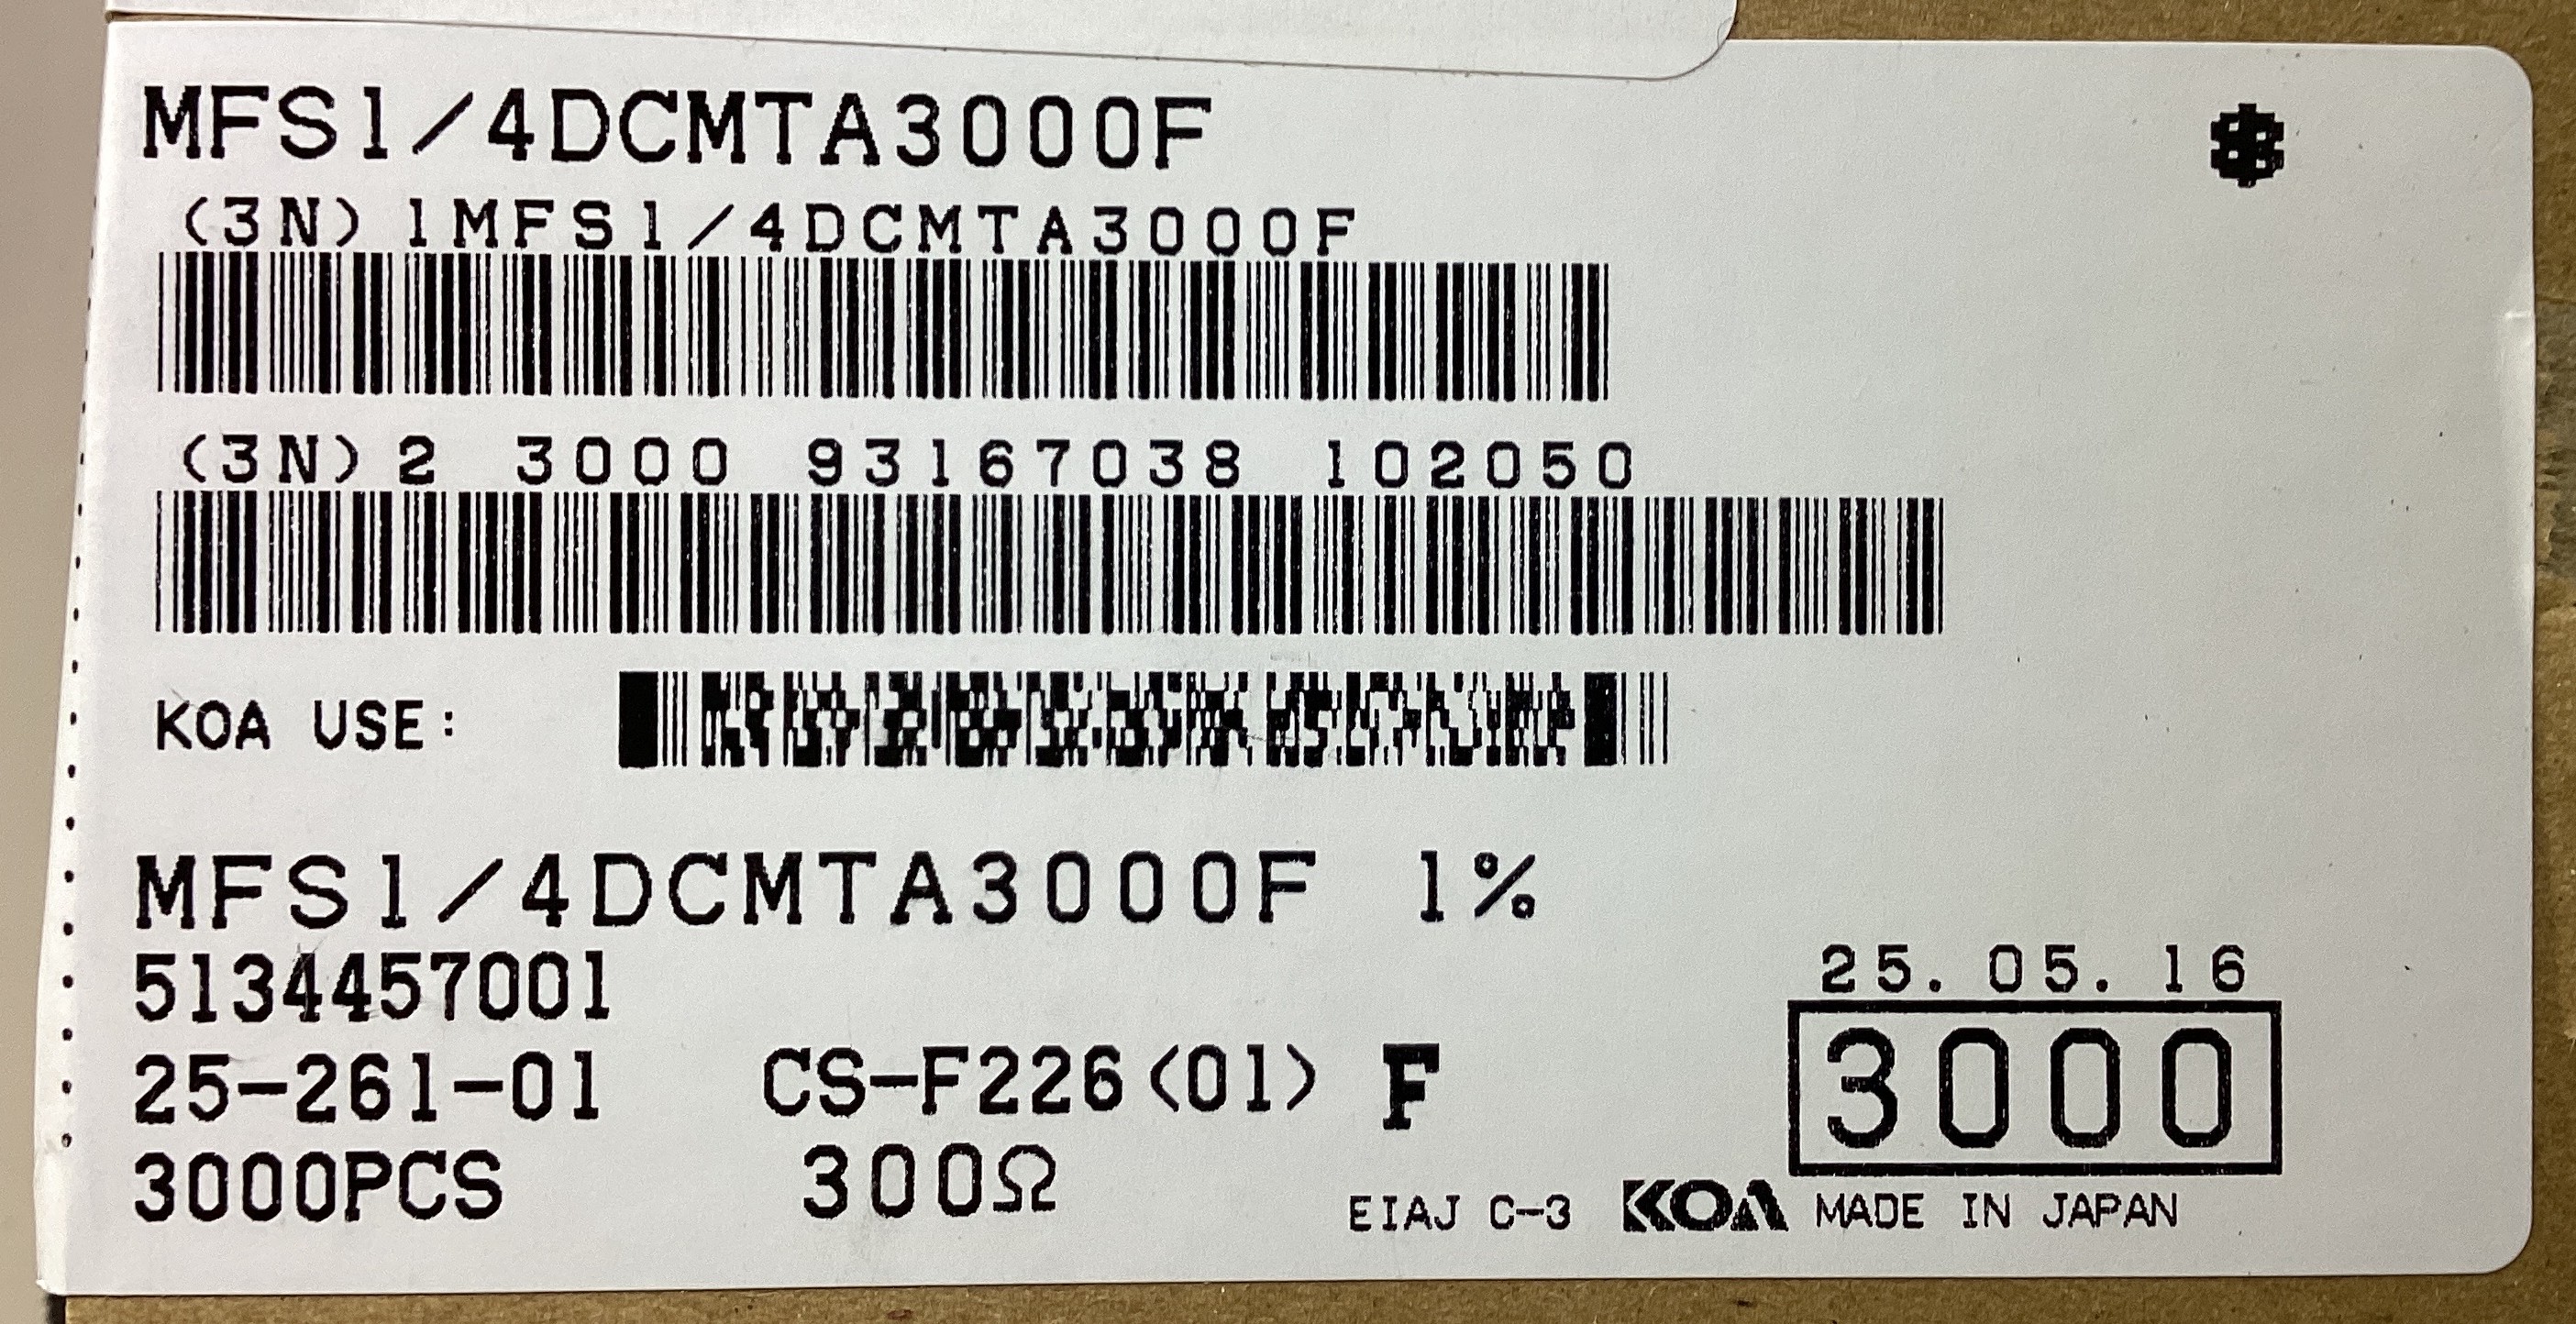 MFS1/4DCMTA3000F
(3N)1MFS1/4DCMTA3000F
(3N)2 3000 93167038 102050
KOA USE:
MFS1/4DCMTA3000F 1%
5134457001
25.05.16
25-261-01 CS-F226<01> F 3000
3000PCS 300Ω
EIAJ C-3 KOA MADE IN JAPAN